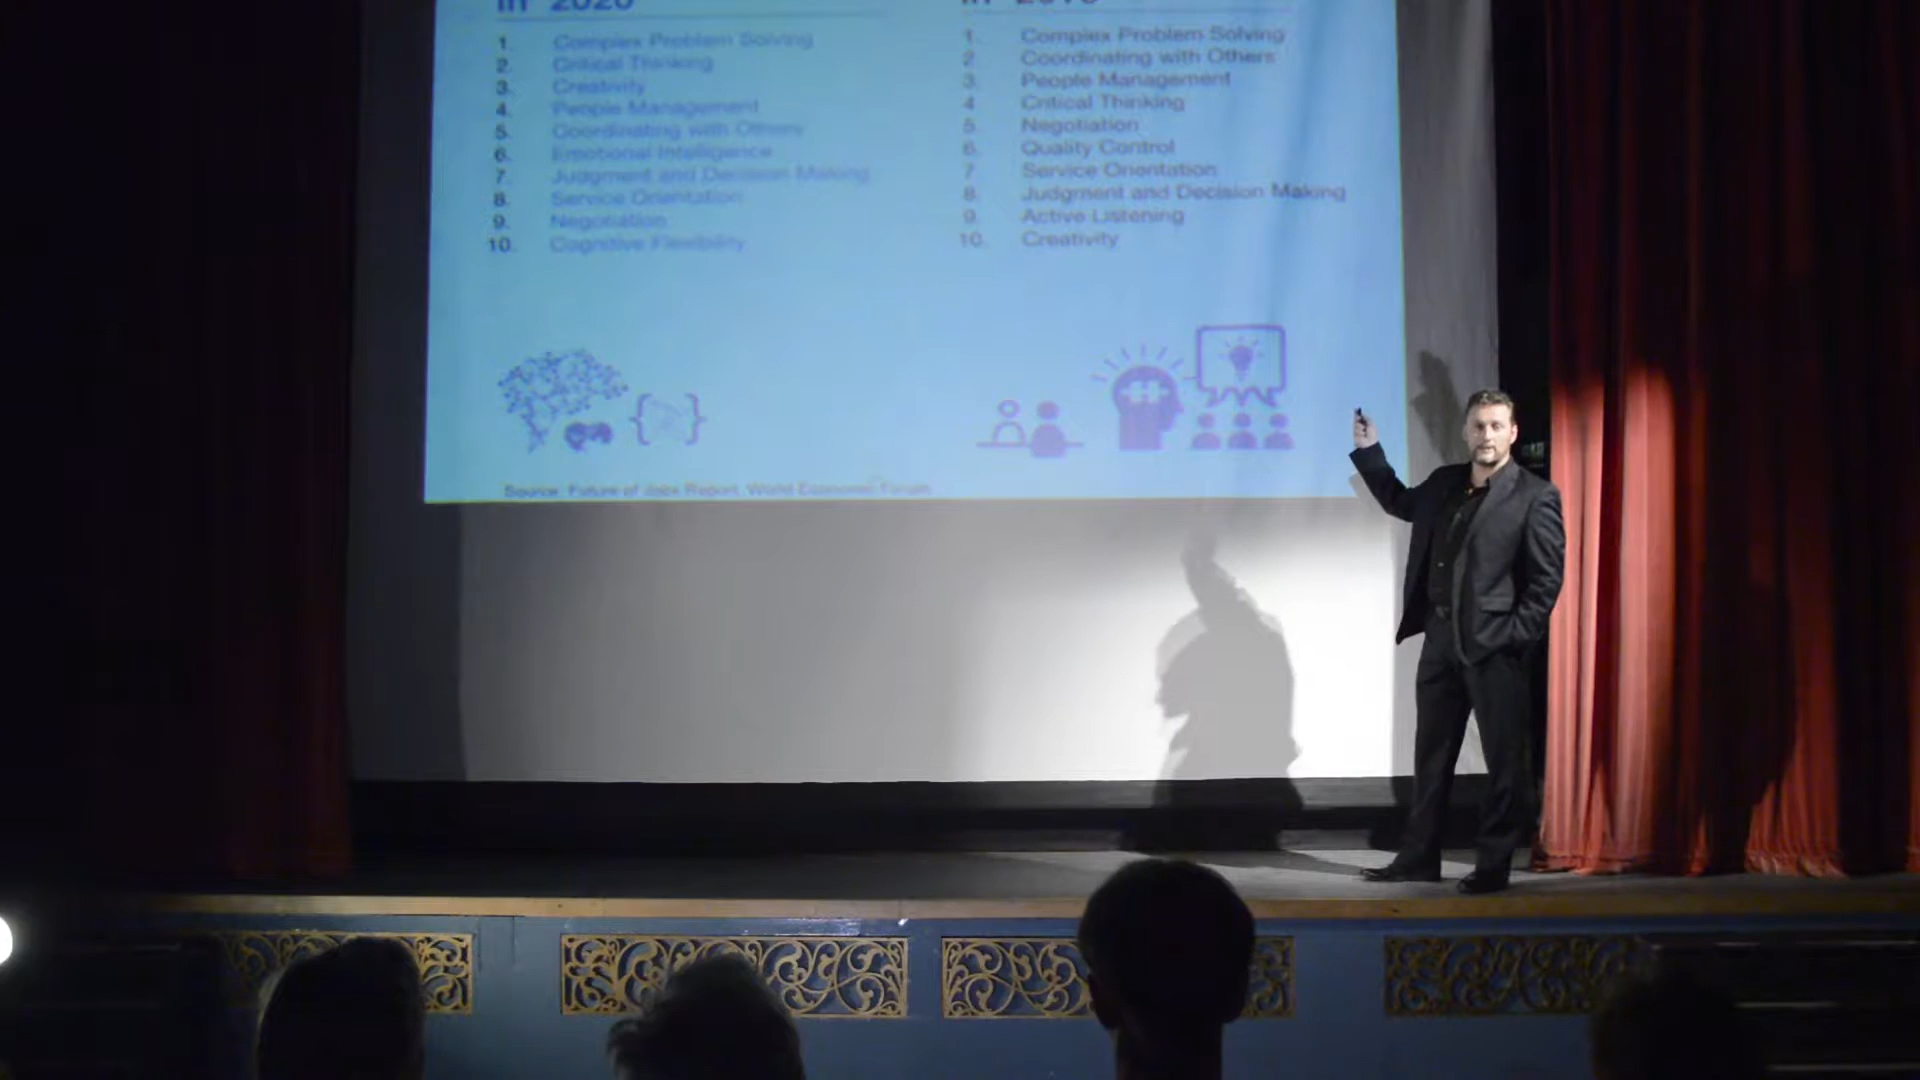 in 2020
1. Complex Problem Solving
2. Critical Thinking
3. Creativity
4. People Management
5. Coordinating with Others
6. Emotional Intelligence
7. Judgment and Decision Making
8. Service Orientation
9. Negotiation
10. Cognitive Flexibility
in 2015
1. Complex Problem Solving
2. Coordinating with Others
3. People Management
4. Critical Thinking
5. Negotiation
6. Quality Control
7. Service Orientation
8. Judgment and Decision Making
9. Active Listening
10. Creativity
Source: Future of Jobs Report, World Economic Forum